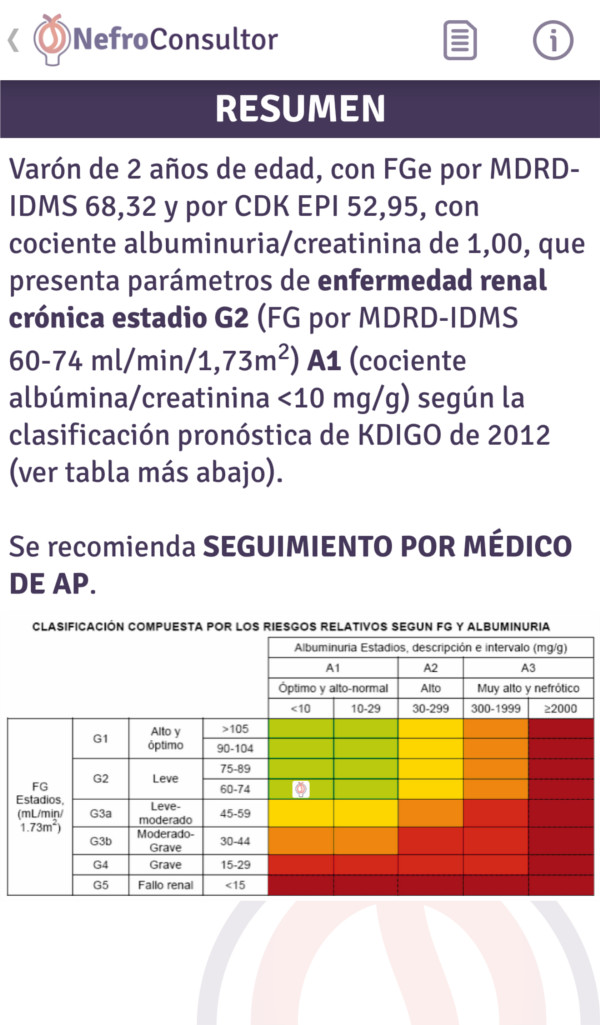 NefroConsultor
RESUMEN
Varón de 2 años de edad, con FGe por MDRD-
IDMS 68,32 y por CDK EPI 52,95, con
cociente albuminuria/creatinina de 1,00, que
presenta parámetros de enfermedad renal
crónica estadio G2 (FG por MDRD-IDMS
60-74 ml/min/1,73m²) A1 (cociente
albúmina/creatinina <10 mg/g) según la
clasificación pronóstica de KDIGO de 2012
(ver tabla más abajo).
Se recomienda SEGUIMIENTO POR MÉDICO
DE AP.
CLASIFICACIÓN COMPUESTA POR LOS RIESGOS RELATIVOS SEGUN FG Y ALBUMINURIA
Albuminuria Estadios, descripción e intervalo (mg/g)
A1 A2 A3
Óptimo y alto-normal Alto Muy alto y nefrótico
<10 10-29 30-299 300-1999 ≥2000
FG
Estadios,
(mL/min/
1.73m²)
G1 Alto y
óptimo >105
90-104
G2 Leve 75-89
60-74
G3a Leve-
moderado 45-59
G3b Moderado-
Grave 30-44
G4 Grave 15-29
G5 Fallo renal <15